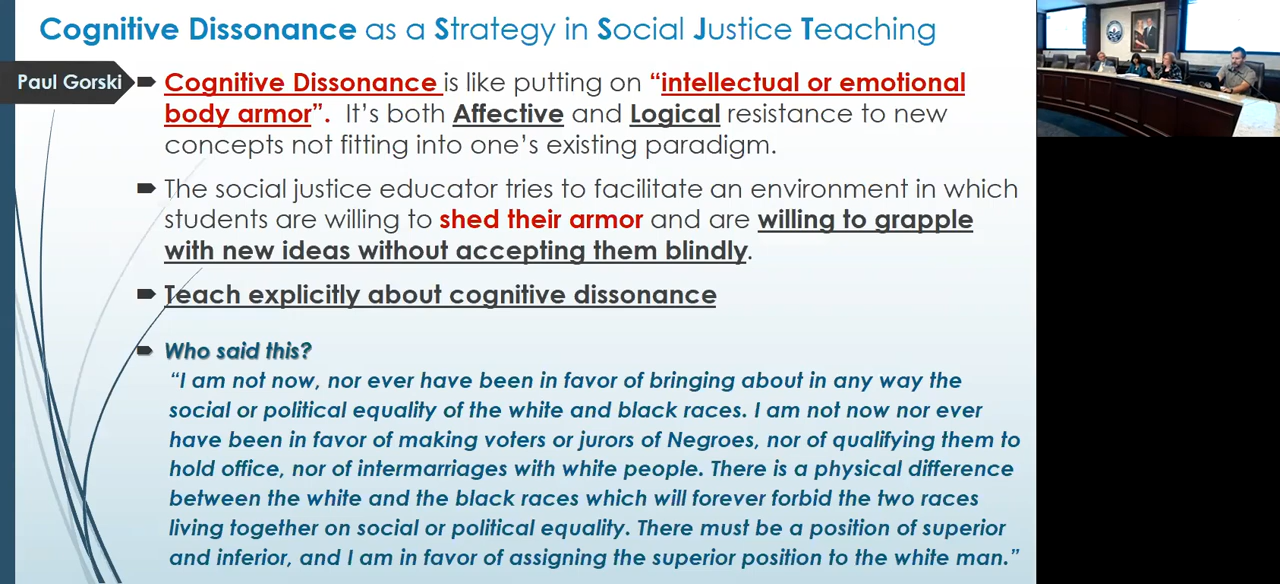 Cognitive Dissonance as a Strategy in Social Justice Teaching
Paul Gorski
Cognitive Dissonance is like putting on “intellectual or emotional
body armor”. It’s both Affective and Logical resistance to new
concepts not fitting into one’s existing paradigm.
The social justice educator tries to facilitate an environment in which
students are willing to shed their armor and are willing to grapple
with new ideas without accepting them blindly.
Teach explicitly about cognitive dissonance
Who said this?
“I am not now, nor ever have been in favor of bringing about in any way the
social or political equality of the white and black races. I am not now nor ever
have been in favor of making voters or jurors of Negroes, nor of qualifying them to
hold office, nor of intermarriages with white people. There is a physical difference
between the white and the black races which will forever forbid the two races
living together on social or political equality. There must be a position of superior
and inferior, and I am in favor of assigning the superior position to the white man.”